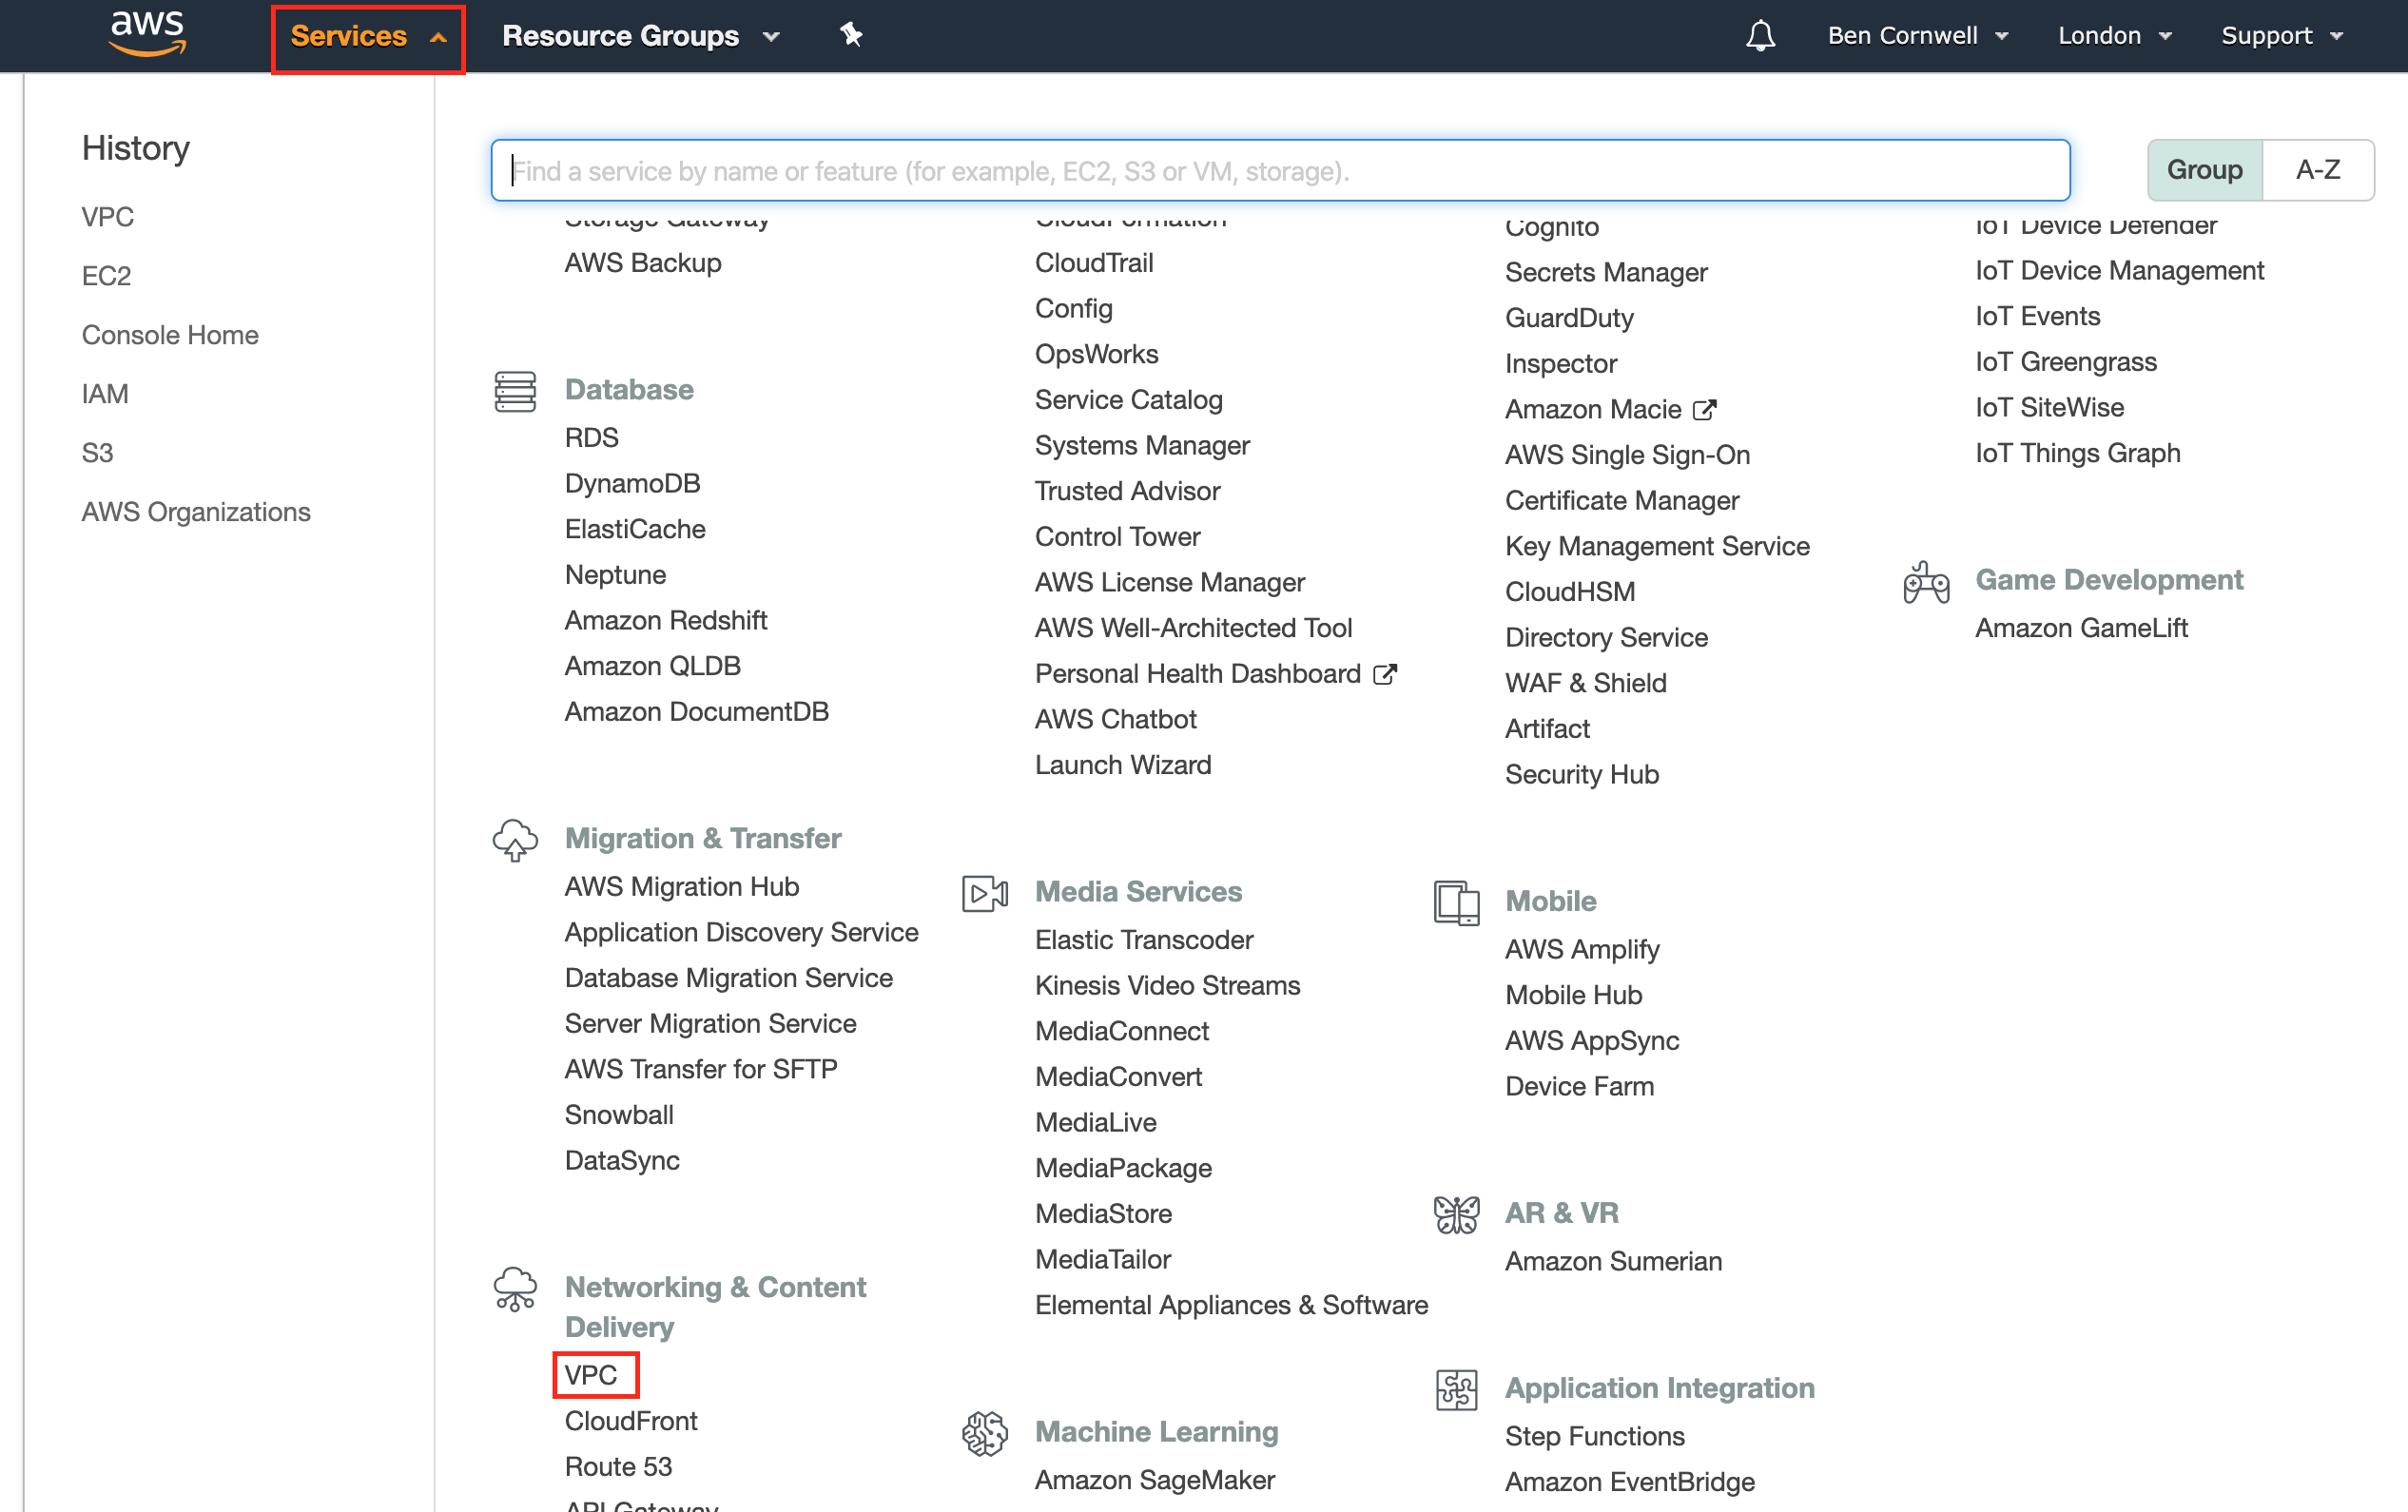 aws
Services
Resource Groups
Ben Cornwell
London
Support
History
VPC
EC2
Console Home
IAM
S3
AWS Organizations
Find a service by name or feature (for example, EC2, S3 or VM, storage).
Group
A-Z
Storage Gateway
AWS Backup
Database
RDS
DynamoDB
ElastiCache
Neptune
Amazon Redshift
Amazon QLDB
Amazon DocumentDB
Migration & Transfer
AWS Migration Hub
Application Discovery Service
Database Migration Service
Server Migration Service
AWS Transfer for SFTP
Snowball
DataSync
Networking & Content
Delivery
VPC
CloudFront
Route 53
API Gateway
CloudFormation
CloudTrail
Config
OpsWorks
Service Catalog
Systems Manager
Trusted Advisor
Control Tower
AWS License Manager
AWS Well-Architected Tool
Personal Health Dashboard
AWS Chatbot
Launch Wizard
Media Services
Elastic Transcoder
Kinesis Video Streams
MediaConnect
MediaConvert
MediaLive
MediaPackage
MediaStore
MediaTailor
Elemental Appliances & Software
Machine Learning
Amazon SageMaker
Cognito
Secrets Manager
GuardDuty
Inspector
Amazon Macie
AWS Single Sign-On
Certificate Manager
Key Management Service
CloudHSM
Directory Service
WAF & Shield
Artifact
Security Hub
Mobile
AWS Amplify
Mobile Hub
AWS AppSync
Device Farm
AR & VR
Amazon Sumerian
Application Integration
Step Functions
Amazon EventBridge
IoT Device Defender
IoT Device Management
IoT Events
IoT Greengrass
IoT SiteWise
IoT Things Graph
Game Development
Amazon GameLift